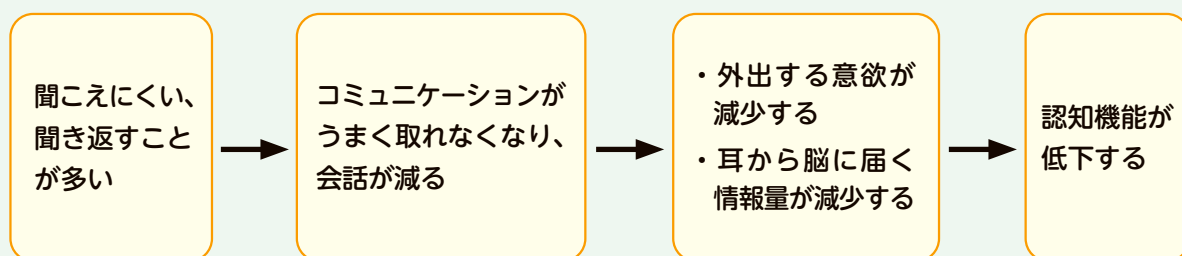 聞こえにくい、
聞き返すこと
が多い
コミュニケーションが
うまく取れなくなり、
会話が減る
・外出する意欲が
減少する
・耳から脳に届く
情報量が減少する
認知機能が
低下する